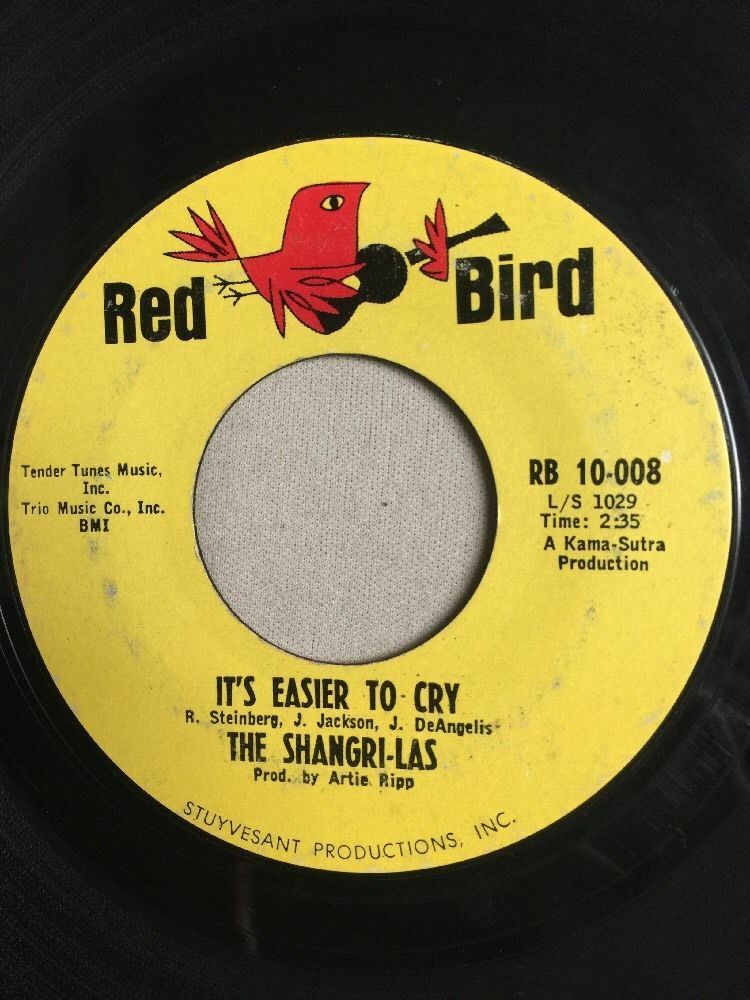 Red Bird
Tender Tunes Music,
Inc.
Trio Music Co., Inc.
BMI
RB 10-008
L/S 1029
Time: 2:35
A Kama-Sutra
Production
IT'S EASIER TO CRY
R. Steinberg, J. Jackson, J. DeAngelis
THE SHANGRI-LAS
Prod. by Artie Ripp
STUYVESANT PRODUCTIONS, INC.